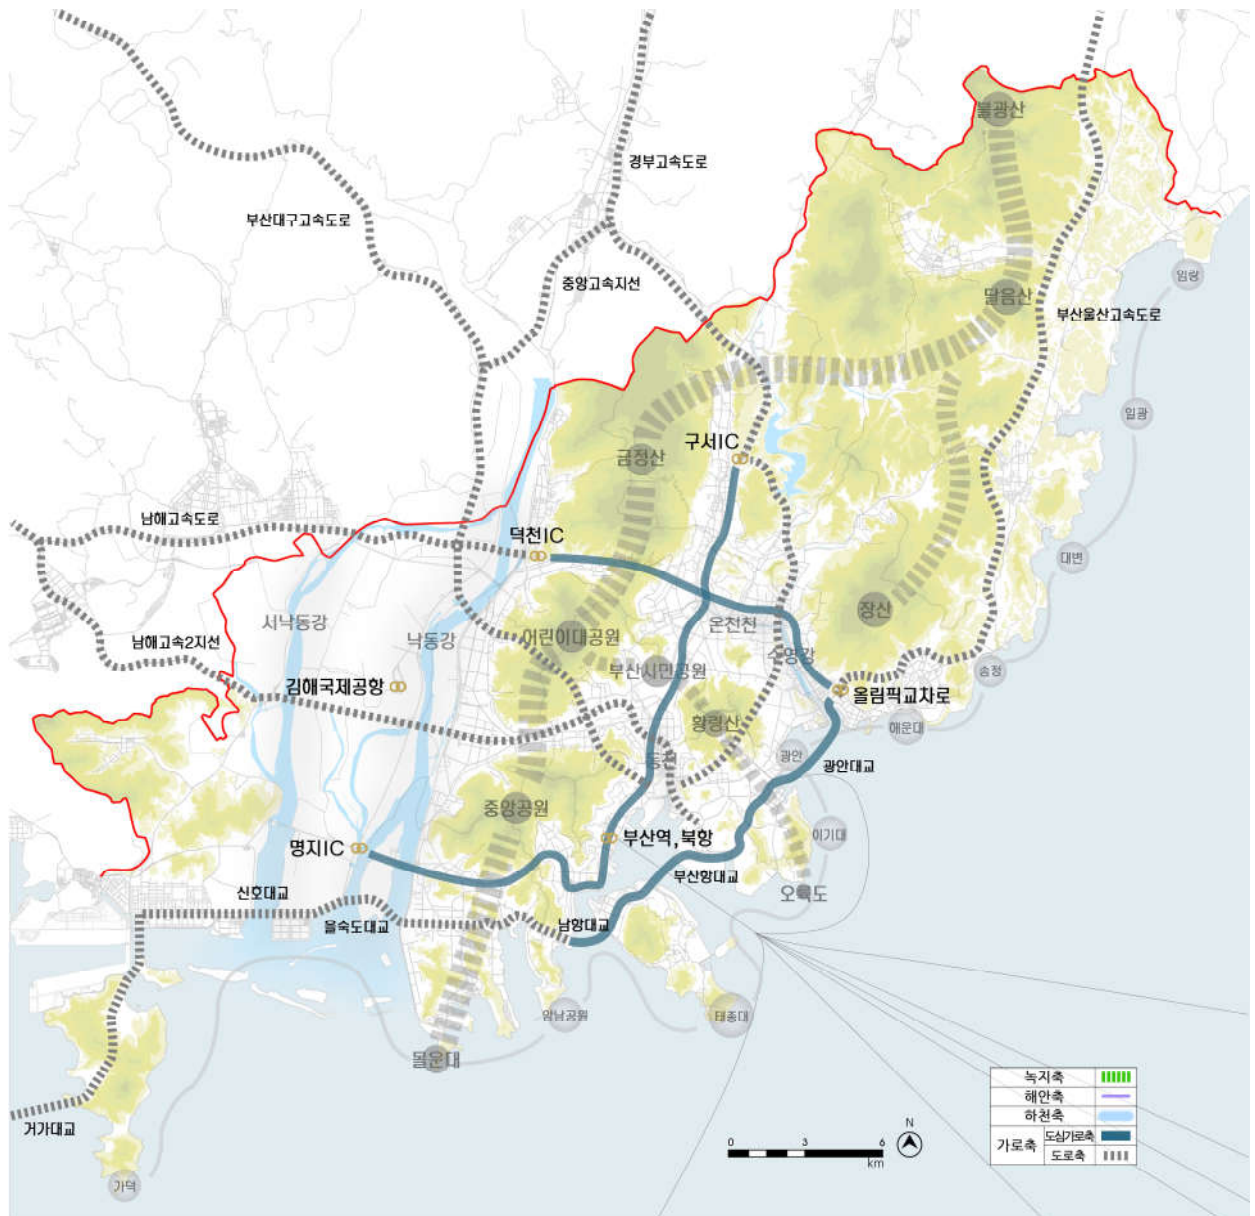 불광산
경부고속도로
부산대구고속도로
임랑
중앙고속지선
달음산
부산울산고속도로
일광
구서IC
금정산
남해고속도로
덕천IC
대변
장산
서낙동강
온천천
남해고속2지선
낙동강
어린이대공원
수영강
부산시민공원
송정
김해국제공항
올림픽교차로
황령산
해운대
광안
동천
광안대교
중앙공원
이기대
명지IC
부산역,북항
부산항대교
신호대교
오륙도
을숙도대교
남항대교
암남공원
태종대
몰운대
녹지축
해안축
하천축
가로축
도심가로축
도로축
거가대교
N
0 3 6
km
가덕